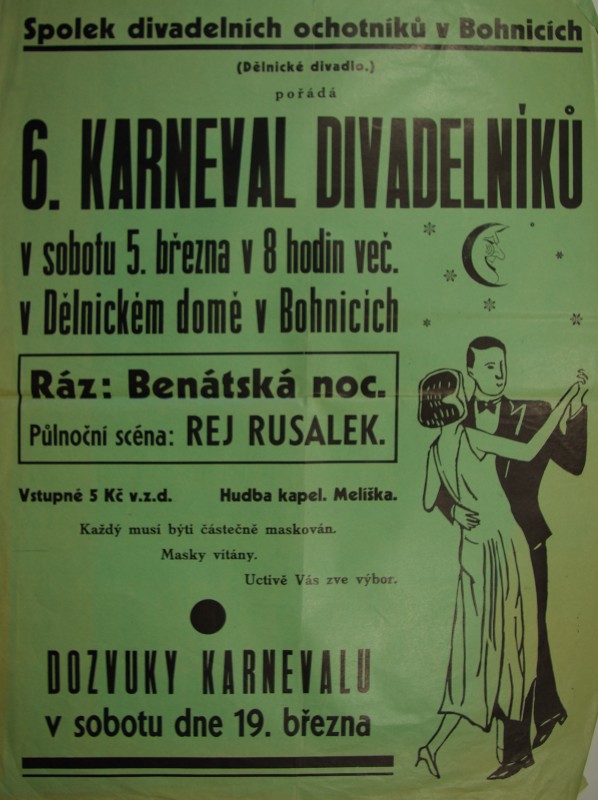 Spolek divadelních ochotníků v Bohnicích
(Dělnické divadlo.)
pořádá
6. KARNEVAL DIVADELNÍKŮ
v sobotu 5. března v 8 hodin več.
v Dělnickém domě v Bohnicích
Ráz: Benátská noc.
Půlnoční scéna: REJ RUSALEK.
Vstupné 5 Kč v.z.d. Hudba kapel. Melíška.
Každý musí býti částečně maskován.
Masky vítány.
Uctivě Vás zve výbor.
DOZVUKY KARNEVALU
v sobotu dne 19. března